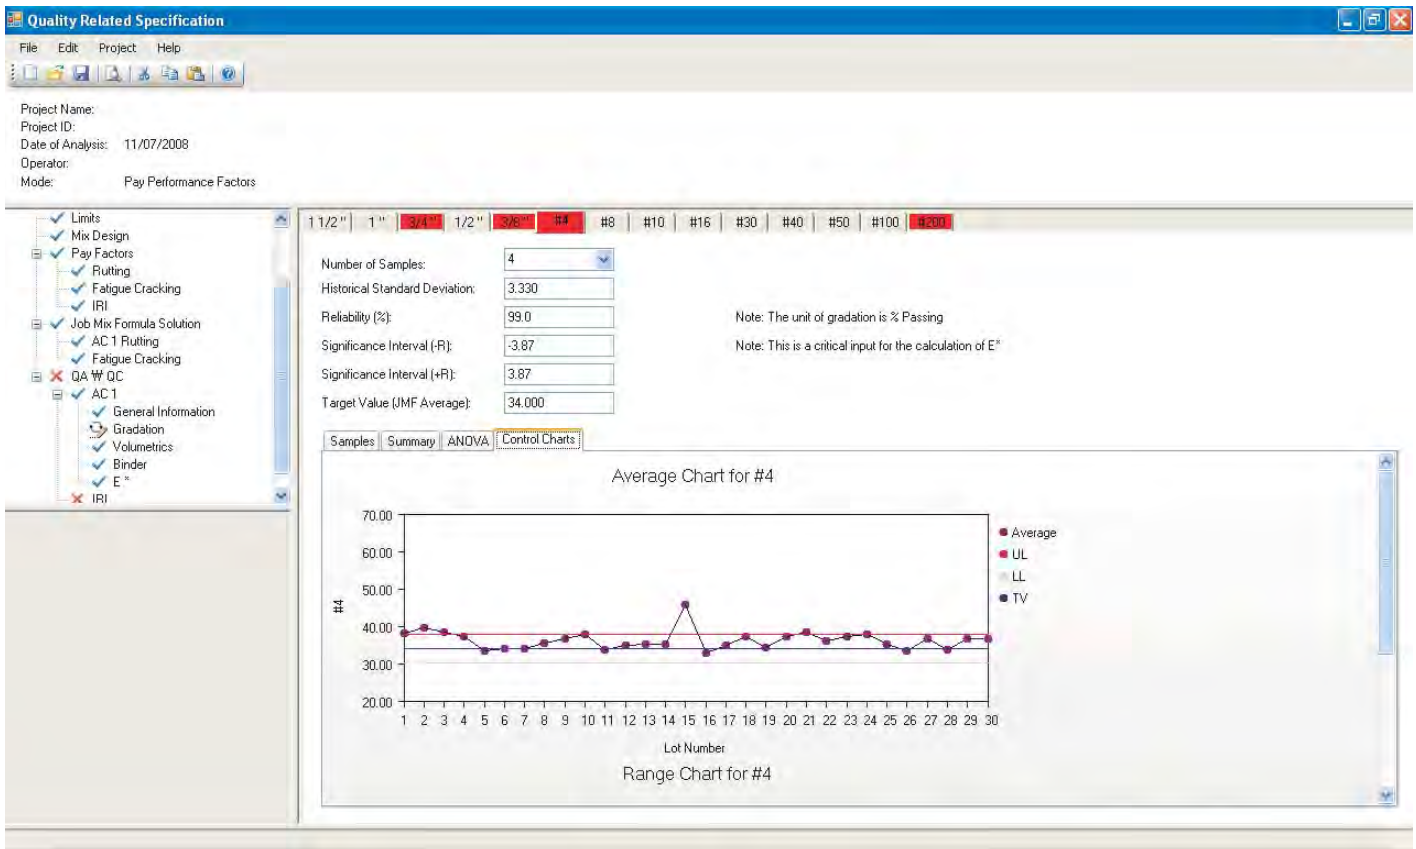 Quality Related Specification
File Edit Project Help
Project Name:
Project ID:
Date of Analysis: 11/07/2008
Operator:
Mode: Pay Performance Factors
Limits
Mix Design
Pay Factors
Rutting
Fatigue Cracking
IRI
Job Mix Formula Solution
AC 1 Rutting
Fatigue Cracking
QA ₩ QC
AC 1
General Information
Gradation
Volumetrics
Binder
E *
IRI
1 1/2 " 1 " 3/4 " 1/2 " 3/8 " #4 #8 #10 #16 #30 #40 #50 #100 #200
Number of Samples: 4
Historical Standard Deviation: 3.330
Reliability (%): 99.0 Note: The unit of gradation is % Passing
Significance Interval (-R): -3.87 Note: This is a critical input for the calculation of E*
Significance Interval (+R): 3.87
Target Value (JMF Average): 34.000
Samples Summary ANOVA Control Charts
Average Chart for #4
70.00
60.00
50.00
40.00
30.00
20.00
#4
1 2 3 4 5 6 7 8 9 10 11 12 13 14 15 16 17 18 19 20 21 22 23 24 25 26 27 28 29 30
Lot Number
Average
UL
LL
TV
Range Chart for #4